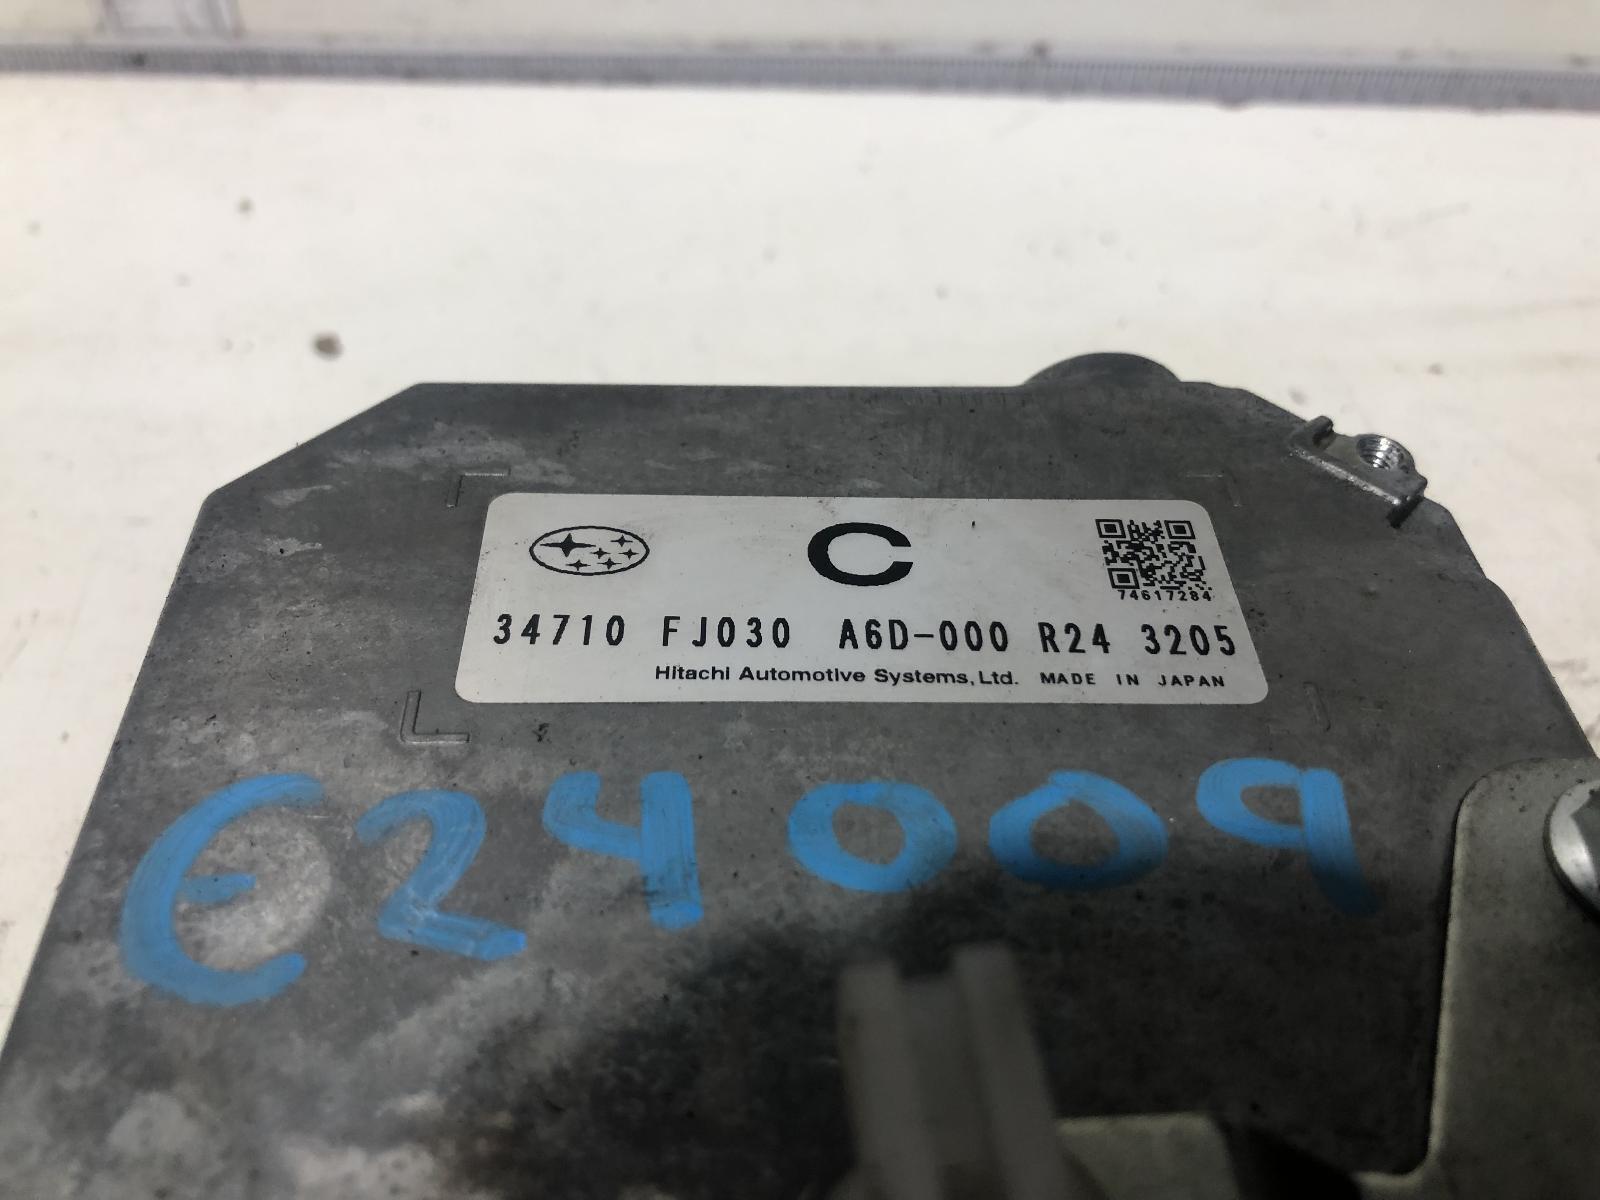 C
74617284
34710 FJ030 A6D-000 R24 3205
Hitachi Automotive Systems, Ltd. MADE IN JAPAN
E24009